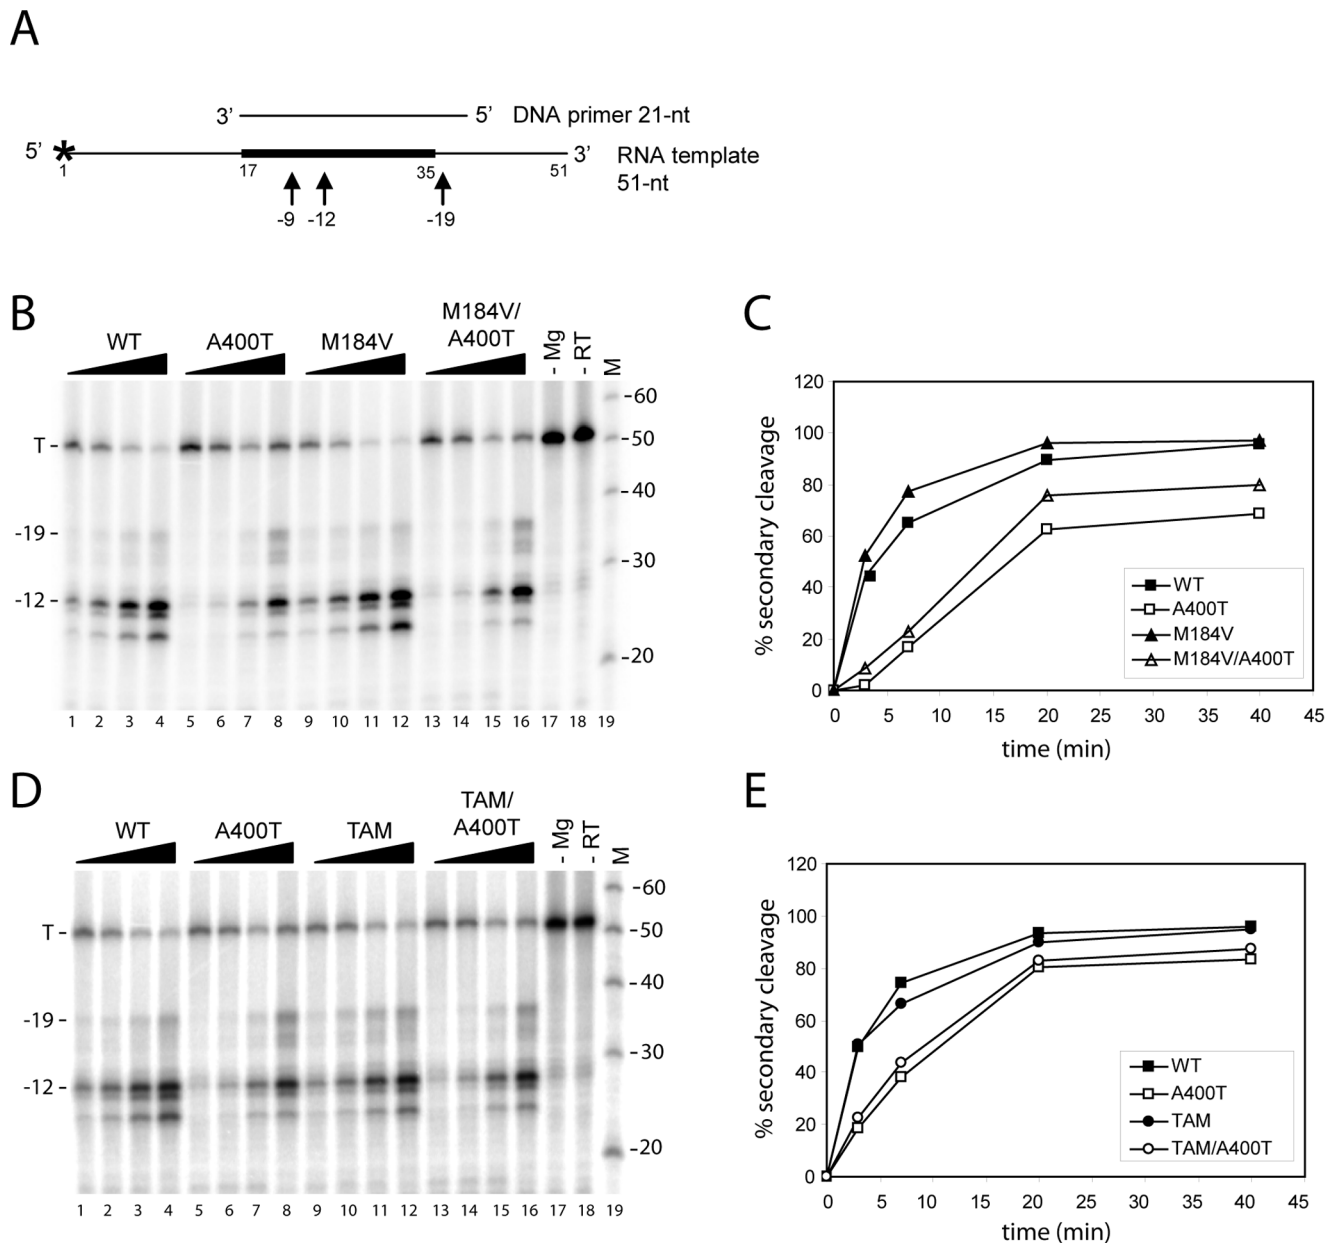 A
3' 5' DNA primer 21-nt
5' * 3' RNA template
1 17 35 51 51-nt
-9 -12 -19
B
WT A400T M184V M184V/ A400T - Mg - RT M
T -
-19 -
-12 -
-60
-50
-40
-30
-20
1 2 3 4 5 6 7 8 9 10 11 12 13 14 15 16 17 18 19
C
120
100
80
60
40
20
0
% secondary cleavage
WT
A400T
M184V
M184V/A400T
0 5 10 15 20 25 30 35 40 45
time (min)
D
WT A400T TAM TAM/ A400T - Mg - RT M
T -
-19 -
-12 -
-60
-50
-40
-30
-20
1 2 3 4 5 6 7 8 9 10 11 12 13 14 15 16 17 18 19
E
120
100
80
60
40
20
0
% secondary cleavage
WT
A400T
TAM
TAM/A400T
0 5 10 15 20 25 30 35 40 45
time (min)